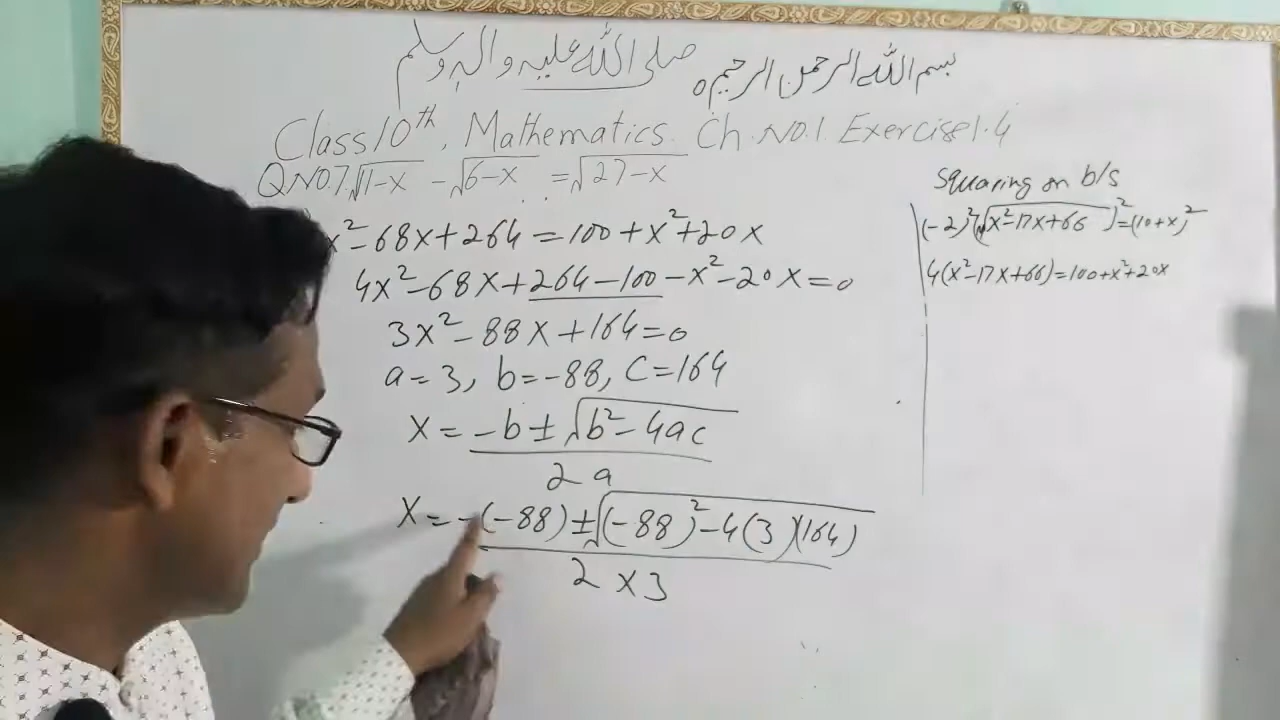 بسم اللہ الرحمن الرحیم ہ صلی اللہ علیہ والہ وسلم
Class 10th, Mathematics. Ch. No.1. Exercise 1.4
Q.No.7. √11-x - √6-x = √27-x
x²-68x+264=100+x²+20x
4x²-68x+264-100-x²-20x=0
3x²-88x+164=0
a=3, b=-88, c=164
x = -b ± √b²-4ac
2a
x = -(-88) ± √(-88)²-4(3)(164)
2 x 3
Squaring on b/s
(-2)²(√x²-17x+66)²=(10+x)²
4(x²-17x+66)=100+x²+20x